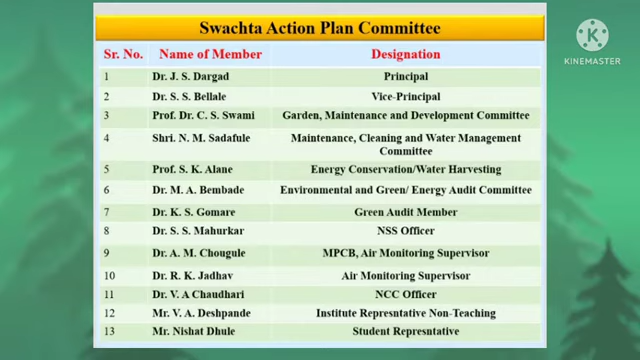 Swachta Action Plan Committee
Sr. No. Name of Member Designation
1 Dr. J. S. Dargad Principal
2 Dr. S. S. Bellale Vice-Principal
3 Prof. Dr. C. S. Swami Garden, Maintenance and Development Committee
4 Shri. N. M. Sadafule Maintenance, Cleaning and Water Management
Committee
5 Prof. S. K. Alane Energy Conservation/Water Harvesting
6 Dr. M. A. Bembade Environmental and Green/ Energy Audit Committee
7 Dr. K. S. Gomare Green Audit Member
8 Dr. S. S. Mahurkar NSS Officer
9 Dr. A. M. Chougule MPCB, Air Monitoring Supervisor
10 Dr. R. K. Jadhav Air Monitoring Supervisor
11 Dr. V. A Chaudhari NCC Officer
12 Mr. V. A. Deshpande Institute Represntative Non-Teaching
13 Mr. Nishat Dhule Student Represntative
K
KINEMASTER